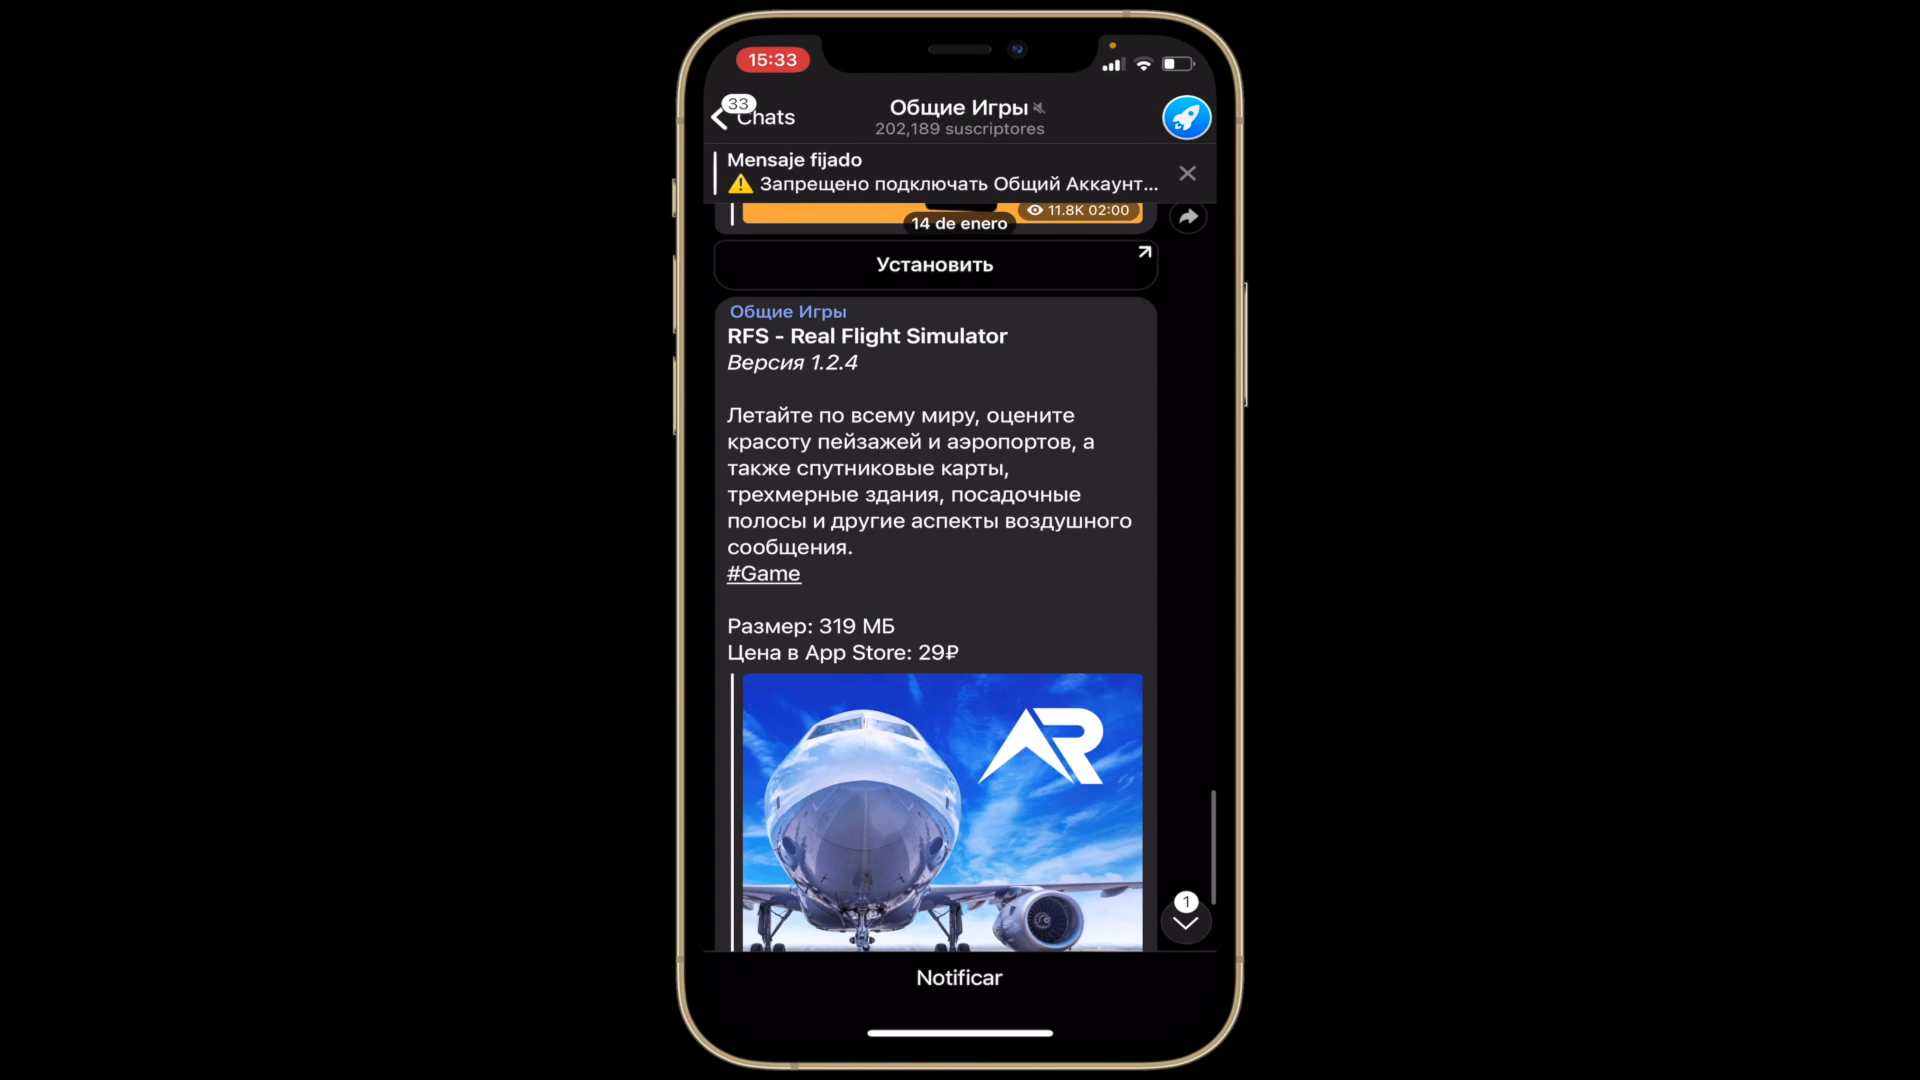 15:33
33
Chats
Общие Игры
202,189 suscriptores
Mensaje fijado
Запрещено подключать Общий Аккаунт...
11.8K 02:00
14 de enero
Установить
Общие Игры
RFS - Real Flight Simulator
Версия 1.2.4
Летайте по всему миру, оцените
красоту пейзажей и аэропортов, а
также спутниковые карты,
трехмерные здания, посадочные
полосы и другие аспекты воздушного
сообщения.
#Game
Размер: 319 МБ
Цена в App Store: 29₽
AR
1
Notificar